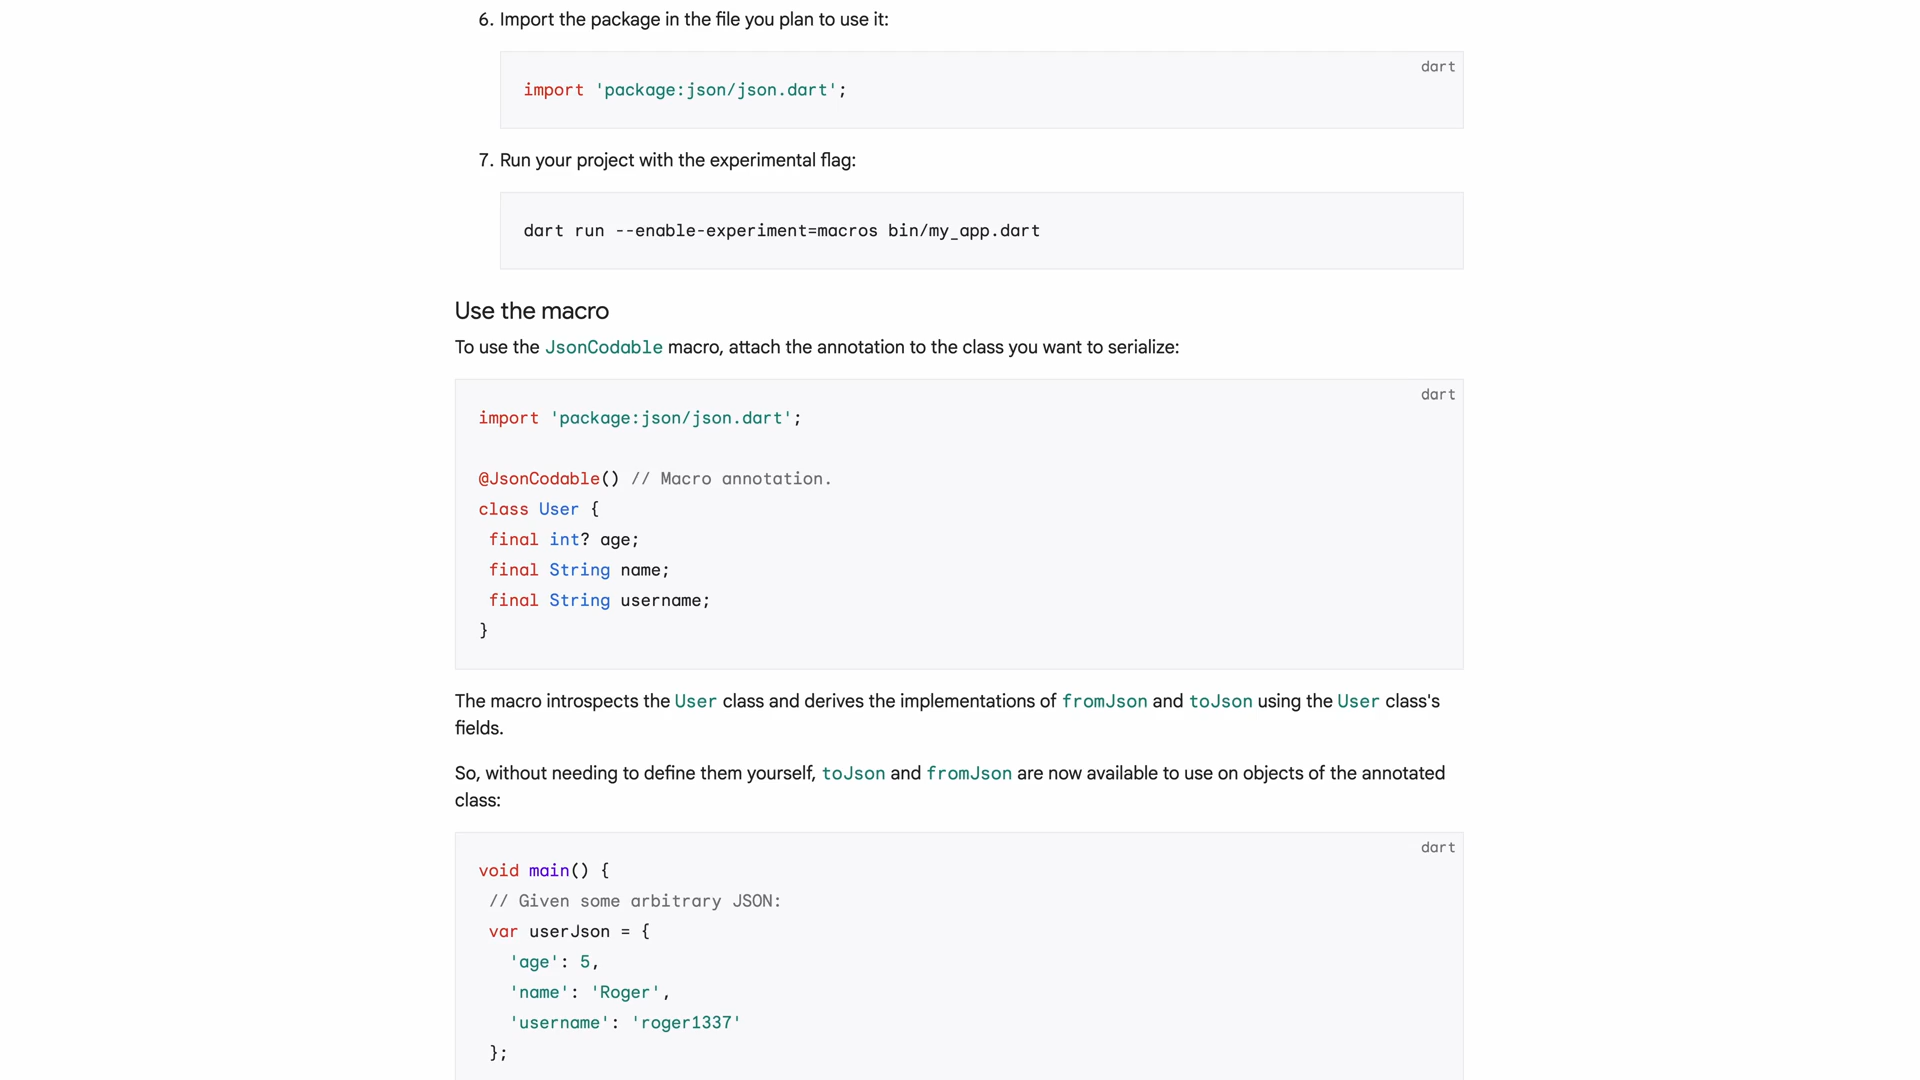 6. Import the package in the file you plan to use it:
dart
import 'package:json/json.dart';
7. Run your project with the experimental flag:
dart run --enable-experiment=macros bin/my_app.dart
Use the macro
To use the JsonCodable macro, attach the annotation to the class you want to serialize:
dart
import 'package:json/json.dart';
@JsonCodable() // Macro annotation.
class User {
 final int? age;
 final String name;
 final String username;
}
The macro introspects the User class and derives the implementations of fromJson and toJson using the User class's
fields.
So, without needing to define them yourself, toJson and fromJson are now available to use on objects of the annotated
class:
dart
void main() {
 // Given some arbitrary JSON:
 var userJson = {
   'age': 5,
   'name': 'Roger',
   'username': 'roger1337'
 };